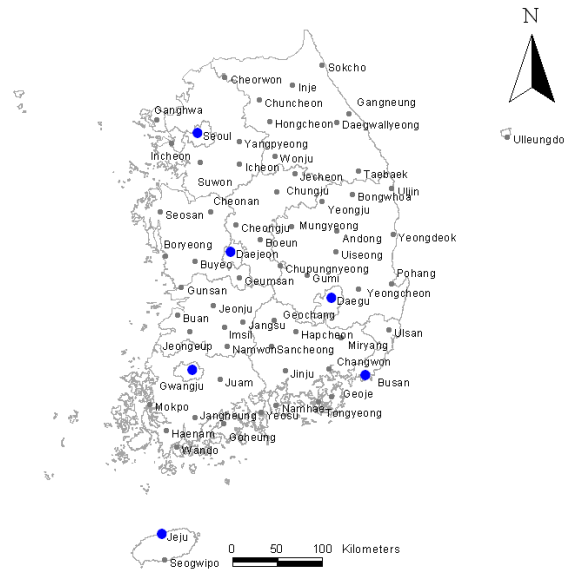 N
Sokcho
Cheorwon
Inje
Chuncheon
Gangneung
Ganghwa
Hongcheon
Daegwallyeong
Seoul
Ulleungdo
Yangpyeong
Incheon
Wonju
Icheon
Jecheon
Taebaek
Suwon
Chungju
Uljin
Bongwhoa
Cheonan
Yeongju
Seosan
Cheongju
Mungyeong
Andong
Yeongdeok
Boryeong
Boeun
Daejeon
Uiseong
Buyeo
Chupungnyeong
Geumsan
Gumi
Pohang
Gunsan
Yeongcheon
Daegu
Jeonju
Buan
Jangsu
Geochang
Imsil
Hapcheon
Ulsan
Jeongeup
Miryang
Namwon
Sancheong
Changwon
Gwangju
Juam
Jinju
Busan
Geoje
Mokpo
Jangheung
Yeosu
Namhae
Tongyeong
Goheung
Haenam
Wando
Jeju
Seogwipo
0 50 100 Kilometers